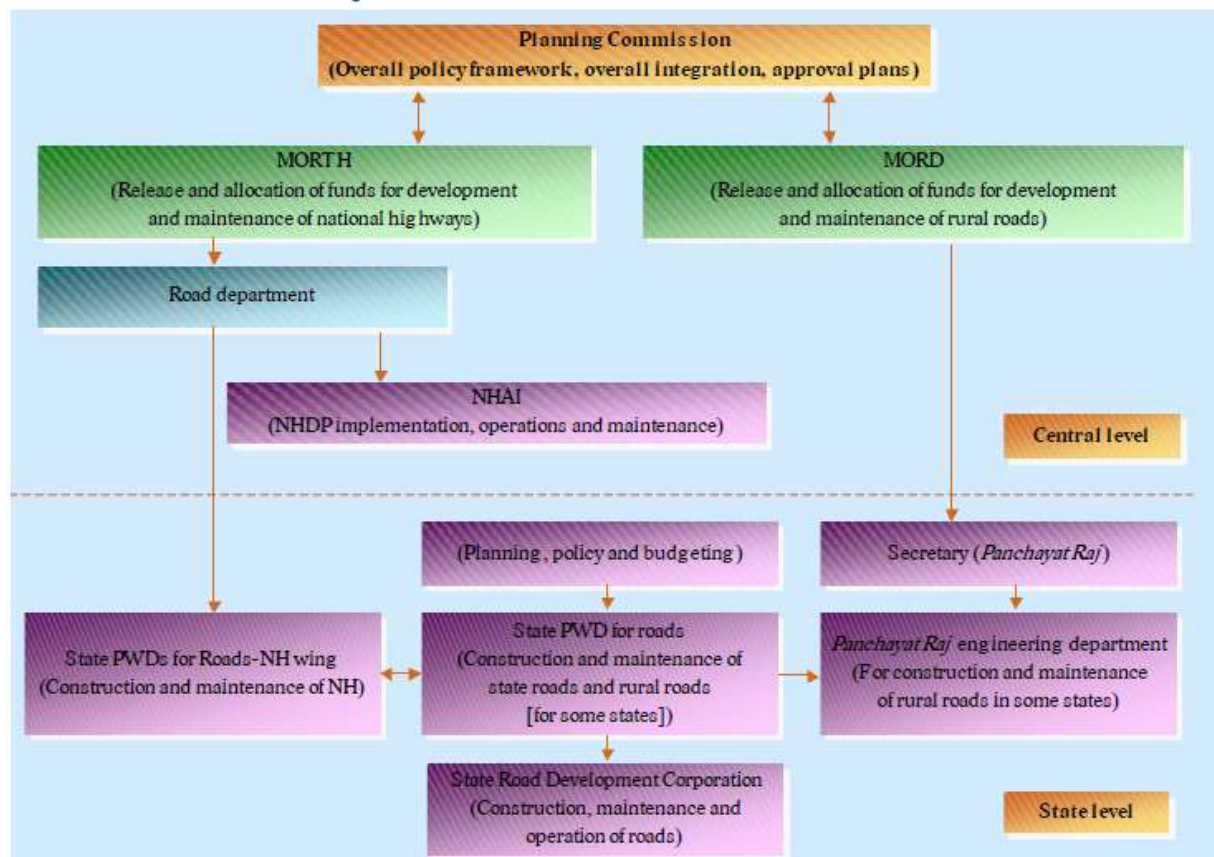 Planning Commission
(Overall policy framework, overall integration, approval plans)
MORTH
(Release and allocation of funds for development
and maintenance of national highways)
MORD
(Release and allocation of funds for development
and maintenance of rural roads)
Road department
NHAI
(NHDP implementation, operations and maintenance)
Central level
(Planning, policy and budgeting)
Secretary (Panchayat Raj)
State PWDs for Roads-NH wing
(Construction and maintenance of NH)
State PWD for roads
(Construction and maintenance of
state roads and rural roads
[for some states])
Panchayat Raj engineering department
(For construction and maintenance
of rural roads in some states)
State Road Development Corporation
(Construction, maintenance and
operation of roads)
State level